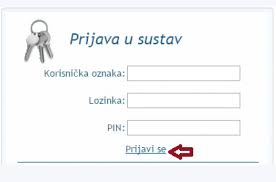 Prijava u sustav
Korisnička oznaka:
Lozinka:
PIN:
Prijavi se